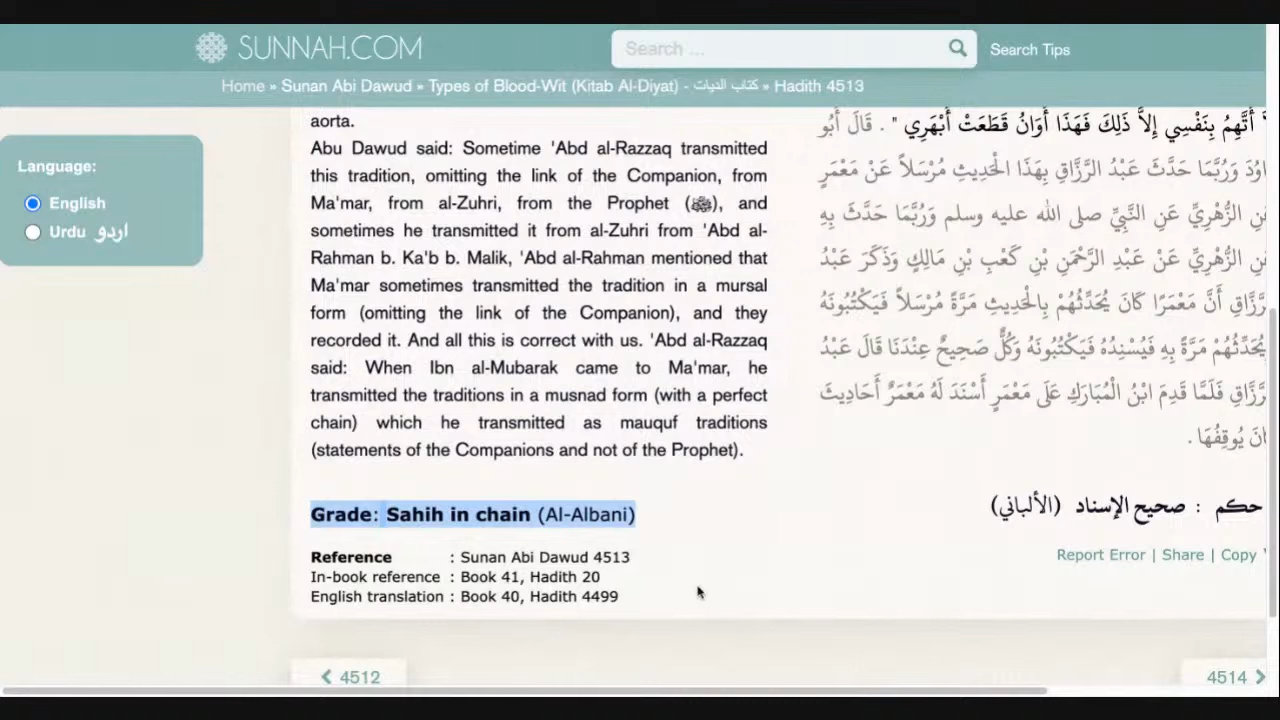 SUNNAH.COM
Search ...
Search Tips
Home » Sunan Abi Dawud » Types of Blood-Wit (Kitab Al-Diyat) - كتاب الديات » Hadith 4513
Language:
English
Urdu اردو
aorta.
Abu Dawud said: Sometime 'Abd al-Razzaq transmitted
this tradition, omitting the link of the Companion, from
Ma'mar, from al-Zuhri, from the Prophet (ﷺ), and
sometimes he transmitted it from al-Zuhri from 'Abd al-
Rahman b. Ka'b b. Malik, 'Abd al-Rahman mentioned that
Ma'mar sometimes transmitted the tradition in a mursal
form (omitting the link of the Companion), and they
recorded it. And all this is correct with us. 'Abd al-Razzaq
said: When Ibn al-Mubarak came to Ma'mar, he
transmitted the traditions in a musnad form (with a perfect
chain) which he transmitted as mauquf traditions
(statements of the Companions and not of the Prophet).
أَتَّهِمُ بِنَفْسِي إِلاَّ ذَلِكَ فَهَذَا أَوَانُ قَطَعَتْ أَبْهَرِي " . قَالَ أَبُو
وَرُبَّمَا حَدَّثَ عَبْدُ الرَّزَّاقِ بِهَذَا الْحَدِيثِ مُرْسَلاً عَنْ مَعْمَرٍ
الزُّهْرِيِّ عَنِ النَّبِيِّ صلى الله عليه وسلم وَرُبَّمَا حَدَّثَ بِهِ
الزُّهْرِيِّ عَنْ عَبْدِ الرَّحْمَنِ بْنِ كَعْبِ بْنِ مَالِكٍ وَذَكَرَ عَبْدُ
أَنَّ مَعْمَرًا كَانَ يُحَدِّثُهُمْ بِالْحَدِيثِ مَرَّةً مُرْسَلاً فَيَكْتُبُونَهُ
يُحَدِّثُهُمْ مَرَّةً بِهِ فَيُسْنِدُهُ فَيَكْتُبُونَهُ وَكُلٌّ صَحِيحٌ عِنْدَنَا قَالَ عَبْدُ
فَلَمَّا قَدِمَ ابْنُ الْمُبَارَكِ عَلَى مَعْمَرٍ أَسْنَدَ لَهُ مَعْمَرٌ أَحَادِيثَ
يُوقِفُهَا .
Grade: Sahih in chain (Al-Albani)
حكم : صحيح الإسناد (الألباني)
Reference : Sunan Abi Dawud 4513
In-book reference : Book 41, Hadith 20
English translation : Book 40, Hadith 4499
Report Error | Share | Copy
4512
4514